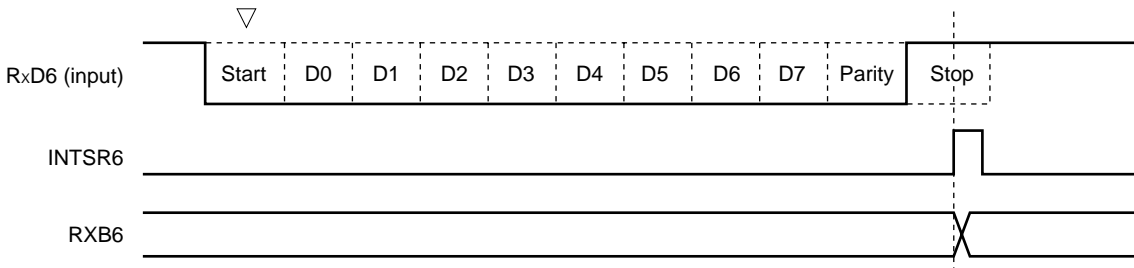 RxD6 (input) Start D0 D1 D2 D3 D4 D5 D6 D7 Parity Stop
INTSR6
RXB6